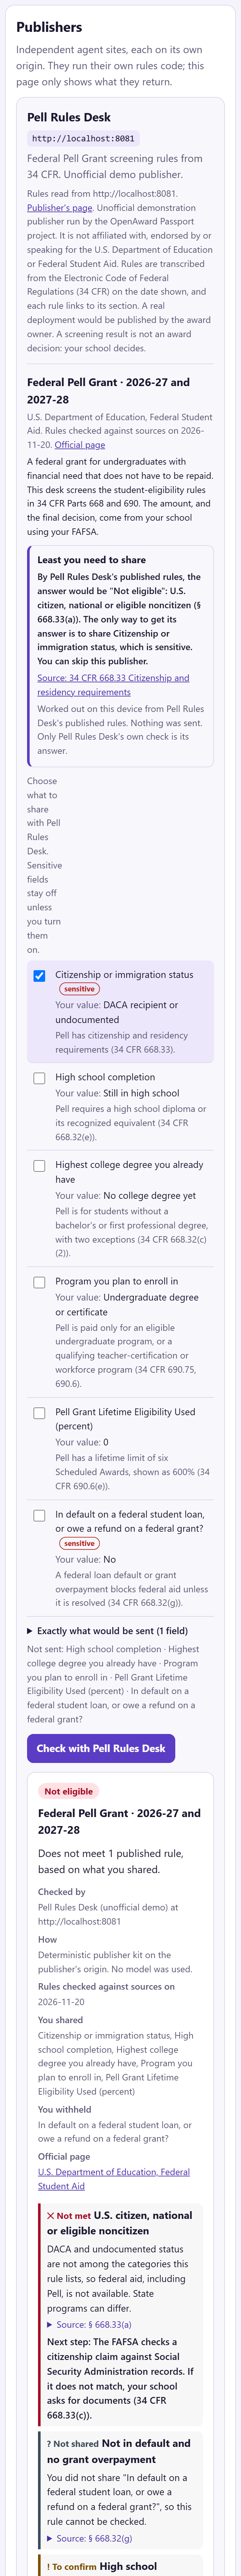 Publishers
Independent agent sites, each on its own
origin. They run their own rules code; this
page only shows what they return.
Pell Rules Desk
http://localhost:8081
Federal Pell Grant screening rules from
34 CFR. Unofficial demo publisher.
Rules read from http://localhost:8081.
Publisher's page. Unofficial demonstration
publisher run by the OpenAward Passport
project. It is not affiliated with, endorsed by or
speaking for the U.S. Department of Education
or Federal Student Aid. Rules are transcribed
from the Electronic Code of Federal
Regulations (34 CFR) on the date shown, and
each rule links to its section. A real
deployment would be published by the award
owner. A screening result is not an award
decision: your school decides.
Federal Pell Grant · 2026-27 and
2027-28
U.S. Department of Education, Federal Student
Aid. Rules checked against sources on 2026-
11-20. Official page
A federal grant for undergraduates with
financial need that does not have to be repaid.
This desk screens the student-eligibility rules
in 34 CFR Parts 668 and 690. The amount, and
the final decision, come from your school
using your FAFSA.
Least you need to share
By Pell Rules Desk's published rules, the
answer would be "Not eligible": U.S.
citizen, national or eligible noncitizen (§
668.33(a)). The only way to get its
answer is to share Citizenship or
immigration status, which is sensitive.
You can skip this publisher.
Source: 34 CFR 668.33 Citizenship and
residency requirements
Worked out on this device from Pell Rules
Desk's published rules. Nothing was sent.
Only Pell Rules Desk's own check is its
answer.
Choose
what to
share
with Pell
Rules
Desk.
Sensitive
fields
stay off
unless
you turn
them
on.
Citizenship or immigration status
sensitive
Your value: DACA recipient or
undocumented
Pell has citizenship and residency
requirements (34 CFR 668.33).
High school completion
Your value: Still in high school
Pell requires a high school diploma or
its recognized equivalent (34 CFR
668.32(e)).
Highest college degree you already
have
Your value: No college degree yet
Pell is for students without a
bachelor's or first professional degree,
with two exceptions (34 CFR 668.32(c)
(2)).
Program you plan to enroll in
Your value: Undergraduate degree
or certificate
Pell is paid only for an eligible
undergraduate program, or a
qualifying teacher-certification or
workforce program (34 CFR 690.75,
690.6).
Pell Grant Lifetime Eligibility Used
(percent)
Your value: 0
Pell has a lifetime limit of six
Scheduled Awards, shown as 600% (34
CFR 690.6(e)).
In default on a federal student loan,
or owe a refund on a federal grant?
sensitive
Your value: No
A federal loan default or grant
overpayment blocks federal aid unless
it is resolved (34 CFR 668.32(g)).
Exactly what would be sent (1 field)
Not sent: High school completion · Highest
college degree you already have · Program
you plan to enroll in · Pell Grant Lifetime
Eligibility Used (percent) · In default on a
federal student loan, or owe a refund on a
federal grant?
Check with Pell Rules Desk
Not eligible
Federal Pell Grant · 2026-27 and
2027-28
Does not meet 1 published rule,
based on what you shared.
Checked by
Pell Rules Desk (unofficial demo) at
http://localhost:8081
How
Deterministic publisher kit on the
publisher's origin. No model was used.
Rules checked against sources on
2026-11-20
You shared
Citizenship or immigration status, High
school completion, Highest college
degree you already have, Program you
plan to enroll in, Pell Grant Lifetime
Eligibility Used (percent)
You withheld
In default on a federal student loan, or
owe a refund on a federal grant?
Official page
U.S. Department of Education, Federal
Student Aid
✕ Not met U.S. citizen, national
or eligible noncitizen
DACA and undocumented status
are not among the categories this
rule lists, so federal aid, including
Pell, is not available. State
programs can differ.
Source: § 668.33(a)
Next step: The FAFSA checks a
citizenship claim against Social
Security Administration records. If
it does not match, your school
asks for documents (34 CFR
668.33(c)).
? Not shared Not in default and
no grant overpayment
You did not share "In default on a
federal student loan, or owe a
refund on a federal grant?", so this
rule cannot be checked.
Source: § 668.32(g)
! To confirm High school